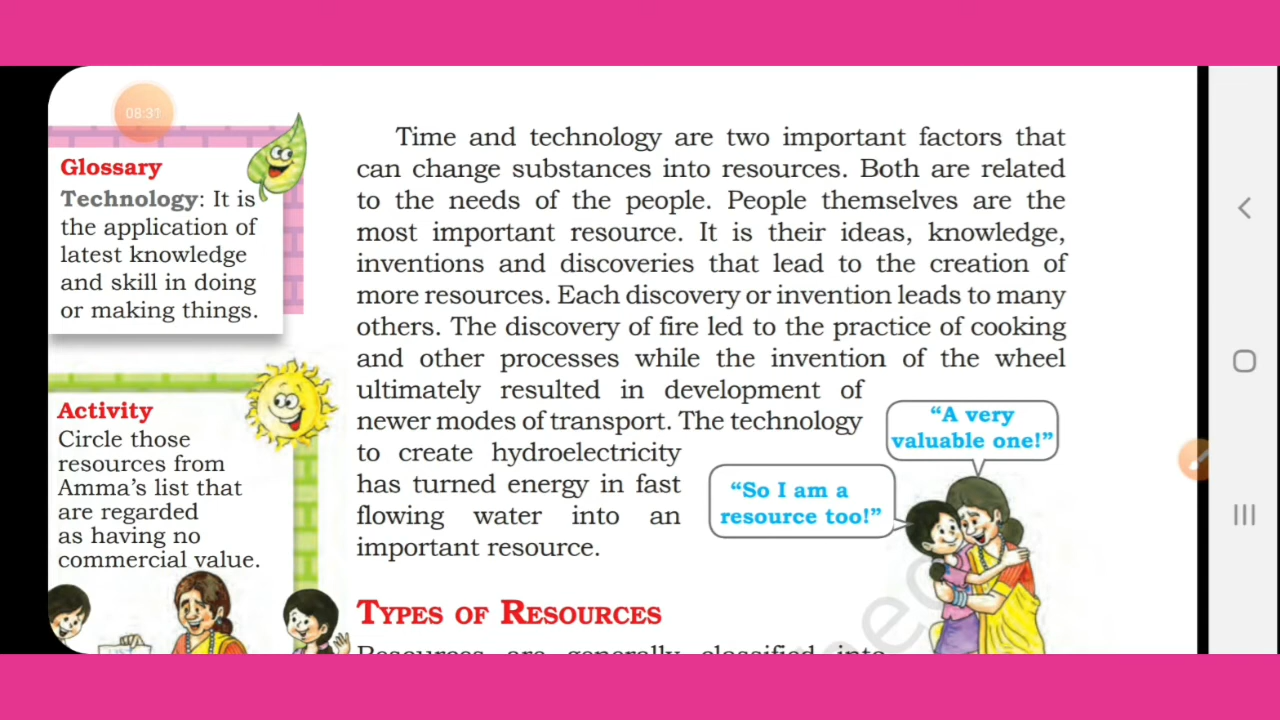 08:31
Glossary
Technology: It is
the application of
latest knowledge
and skill in doing
or making things.
Activity
Circle those
resources from
Amma's list that
are regarded
as having no
commercial value.
Time and technology are two important factors that
can change substances into resources. Both are related
to the needs of the people. People themselves are the
most important resource. It is their ideas, knowledge,
inventions and discoveries that lead to the creation of
more resources. Each discovery or invention leads to many
others. The discovery of fire led to the practice of cooking
and other processes while the invention of the wheel
ultimately resulted in development of
newer modes of transport. The technology
to create hydroelectricity
has turned energy in fast
flowing water into an
important resource.
“A very
valuable one!”
“So I am a
resource too!”
TYPES OF RESOURCES
Resources are generally classified into